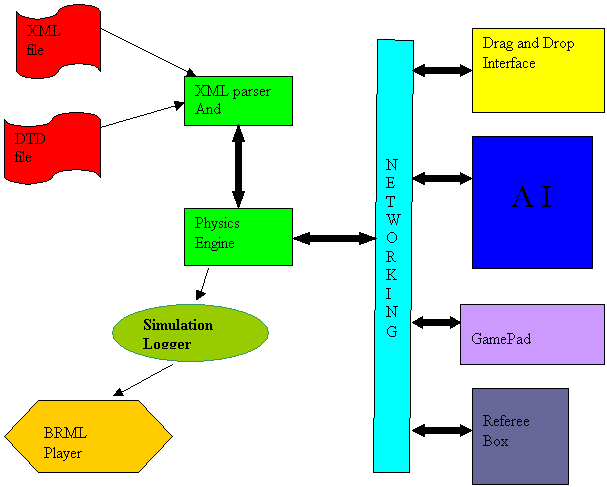 XML
file
DTD
file
XML parser
And
Physics
Engine
Simulation
Logger
BRML
Player
NETWORKING
Drag and Drop
Interface
A I
GamePad
Referee
Box